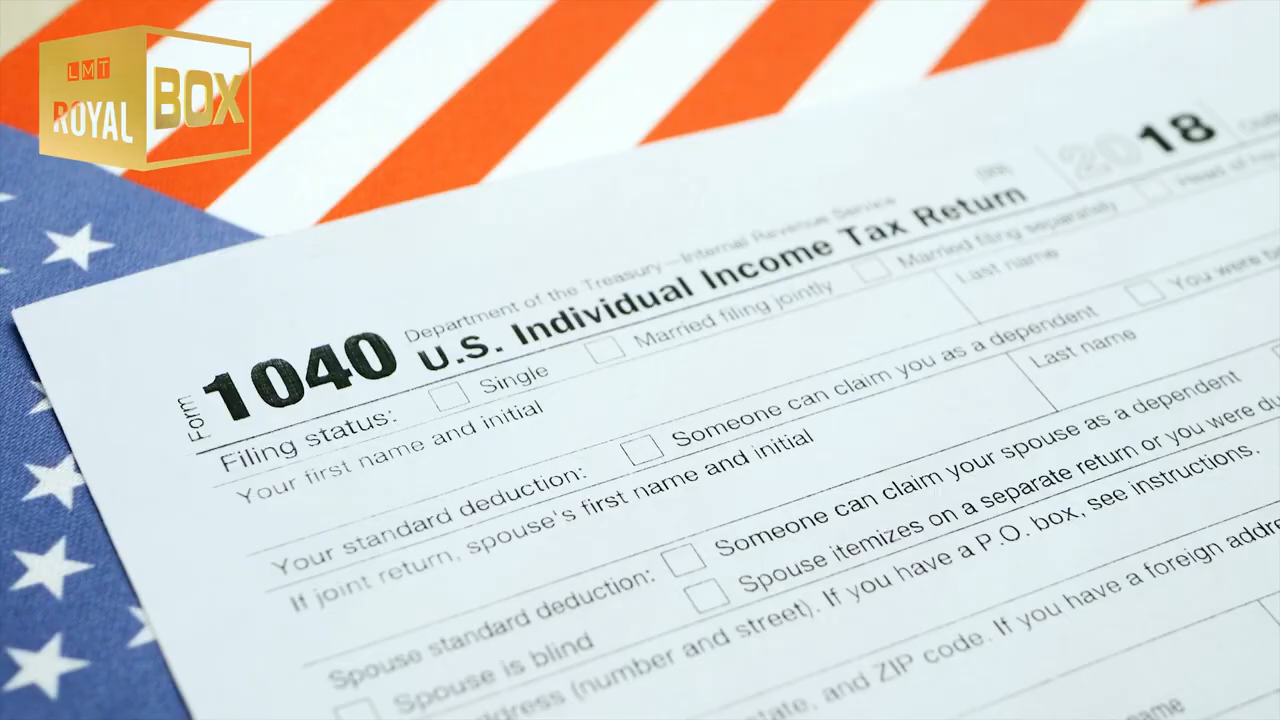 LMT
ROYAL BOX
2018
Department of the Treasury—Internal Revenue Service (99)
Form 1040 U.S. Individual Income Tax Return
Filing status: Single Married filing jointly Married filing separately Head of
Your first name and initial Last name
Your standard deduction: Someone can claim you as a dependent You were
If joint return, spouse's first name and initial Last name
Spouse standard deduction: Someone can claim your spouse as a dependent
Spouse is blind Spouse itemizes on a separate return or you were
(number and street). If you have a P.O. box, see instructions.
and ZIP code. If you have a foreign